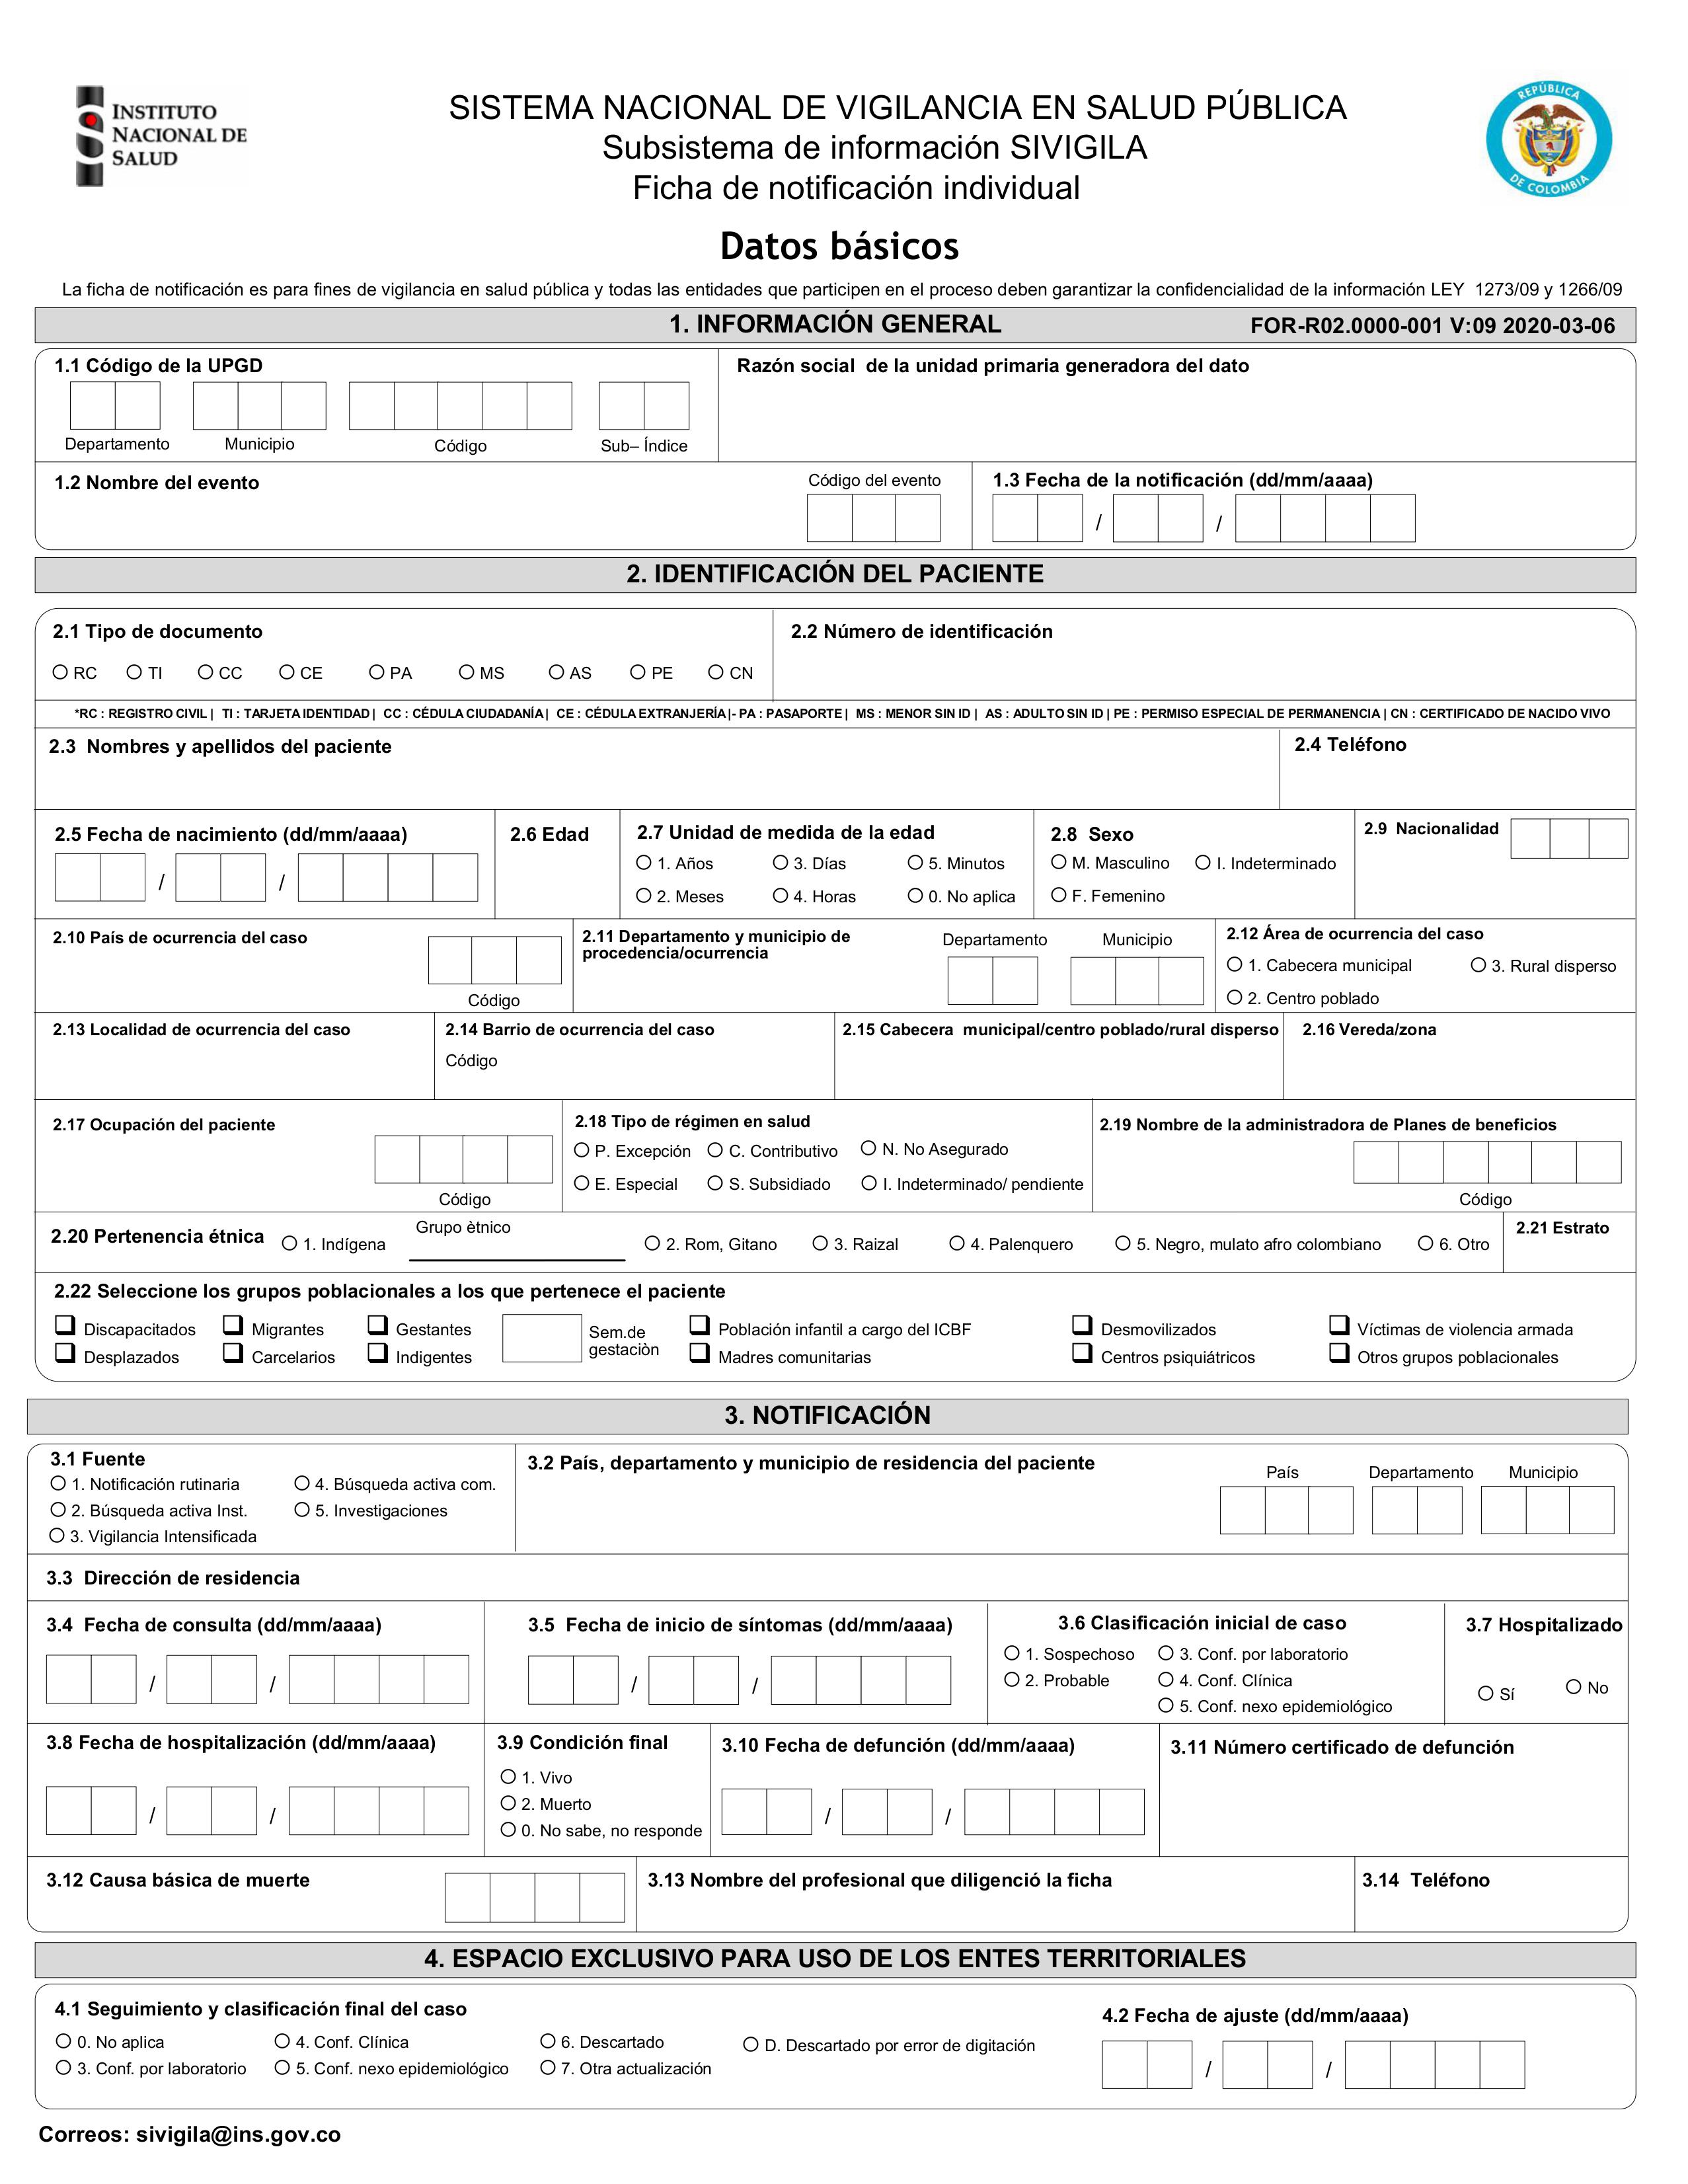 INSTITUTO
NACIONAL DE
SALUD
SISTEMA NACIONAL DE VIGILANCIA EN SALUD PÚBLICA
Subsistema de información SIVIGILA
Ficha de notificación individual
REPÚBLICA
DE COLOMBIA
Datos básicos
La ficha de notificación es para fines de vigilancia en salud pública y todas las entidades que participen en el proceso deben garantizar la confidencialidad de la información LEY 1273/09 y 1266/09
1. INFORMACIÓN GENERAL FOR-R02.0000-001 V:09 2020-03-06
1.1 Código de la UPGD Razón social de la unidad primaria generadora del dato
Departamento Municipio Código Sub– Índice
1.2 Nombre del evento Código del evento 1.3 Fecha de la notificación (dd/mm/aaaa)
/ /
2. IDENTIFICACIÓN DEL PACIENTE
2.1 Tipo de documento 2.2 Número de identificación
RC TI CC CE PA MS AS PE CN
*RC : REGISTRO CIVIL | TI : TARJETA IDENTIDAD | CC : CÉDULA CIUDADANÍA | CE : CÉDULA EXTRANJERÍA |- PA : PASAPORTE | MS : MENOR SIN ID | AS : ADULTO SIN ID | PE : PERMISO ESPECIAL DE PERMANENCIA | CN : CERTIFICADO DE NACIDO VIVO
2.3 Nombres y apellidos del paciente 2.4 Teléfono
2.5 Fecha de nacimiento (dd/mm/aaaa) 2.6 Edad 2.7 Unidad de medida de la edad 2.8 Sexo 2.9 Nacionalidad
/ / 1. Años 3. Días 5. Minutos M. Masculino I. Indeterminado
2. Meses 4. Horas 0. No aplica F. Femenino
2.10 País de ocurrencia del caso 2.11 Departamento y municipio de Departamento Municipio 2.12 Área de ocurrencia del caso
procedencia/ocurrencia 1. Cabecera municipal 3. Rural disperso
Código 2. Centro poblado
2.13 Localidad de ocurrencia del caso 2.14 Barrio de ocurrencia del caso 2.15 Cabecera municipal/centro poblado/rural disperso 2.16 Vereda/zona
Código
2.17 Ocupación del paciente 2.18 Tipo de régimen en salud 2.19 Nombre de la administradora de Planes de beneficios
P. Excepción C. Contributivo N. No Asegurado
E. Especial S. Subsidiado I. Indeterminado/ pendiente
Código Código
2.20 Pertenencia étnica 1. Indígena Grupo ètnico 2. Rom, Gitano 3. Raizal 4. Palenquero 5. Negro, mulato afro colombiano 6. Otro 2.21 Estrato
2.22 Seleccione los grupos poblacionales a los que pertenece el paciente
Discapacitados Migrantes Gestantes Sem.de Población infantil a cargo del ICBF Desmovilizados Víctimas de violencia armada
Desplazados Carcelarios Indigentes gestaciòn Madres comunitarias Centros psiquiátricos Otros grupos poblacionales
3. NOTIFICACIÓN
3.1 Fuente 3.2 País, departamento y municipio de residencia del paciente País Departamento Municipio
1. Notificación rutinaria 4. Búsqueda activa com.
2. Búsqueda activa Inst. 5. Investigaciones
3. Vigilancia Intensificada
3.3 Dirección de residencia
3.4 Fecha de consulta (dd/mm/aaaa) 3.5 Fecha de inicio de síntomas (dd/mm/aaaa) 3.6 Clasificación inicial de caso 3.7 Hospitalizado
1. Sospechoso 3. Conf. por laboratorio
/ / / / 2. Probable 4. Conf. Clínica Sí No
5. Conf. nexo epidemiológico
3.8 Fecha de hospitalización (dd/mm/aaaa) 3.9 Condición final 3.10 Fecha de defunción (dd/mm/aaaa) 3.11 Número certificado de defunción
1. Vivo
/ / 2. Muerto / /
0. No sabe, no responde
3.12 Causa básica de muerte 3.13 Nombre del profesional que diligenció la ficha 3.14 Teléfono
4. ESPACIO EXCLUSIVO PARA USO DE LOS ENTES TERRITORIALES
4.1 Seguimiento y clasificación final del caso 4.2 Fecha de ajuste (dd/mm/aaaa)
0. No aplica 4. Conf. Clínica 6. Descartado D. Descartado por error de digitación
3. Conf. por laboratorio 5. Conf. nexo epidemiológico 7. Otra actualización / /
Correos: sivigila@ins.gov.co